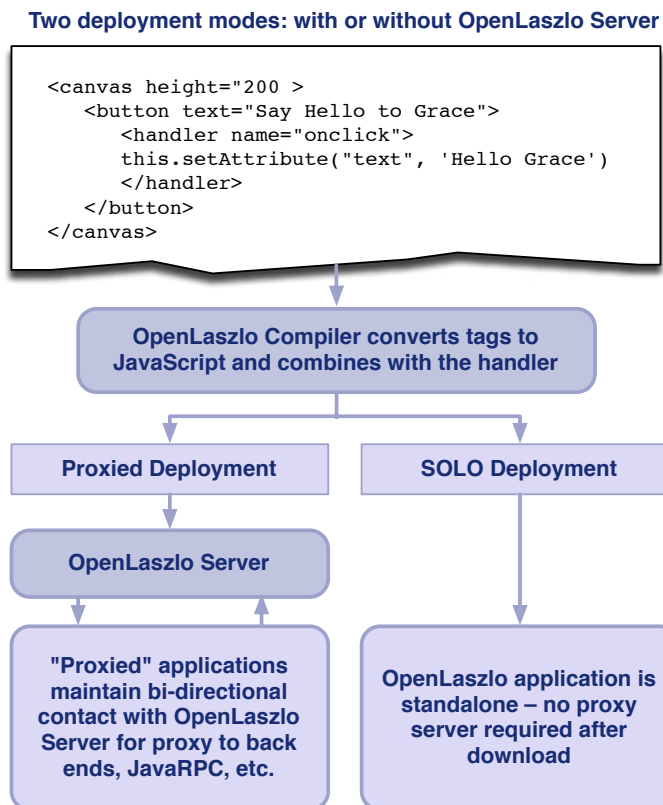 Two deployment modes: with or without OpenLaszlo Server
<canvas height="200 >
<button text="Say Hello to Grace">
<handler name="onclick">
this.setAttribute("text", 'Hello Grace')
</handler>
</button>
</canvas>
OpenLaszlo Compiler converts tags to
JavaScript and combines with the handler
Proxied Deployment
SOLO Deployment
OpenLaszlo Server
"Proxied" applications
maintain bi-directional
contact with OpenLaszlo
Server for proxy to back
ends, JavaRPC, etc.
OpenLaszlo application is
standalone – no proxy
server required after
download